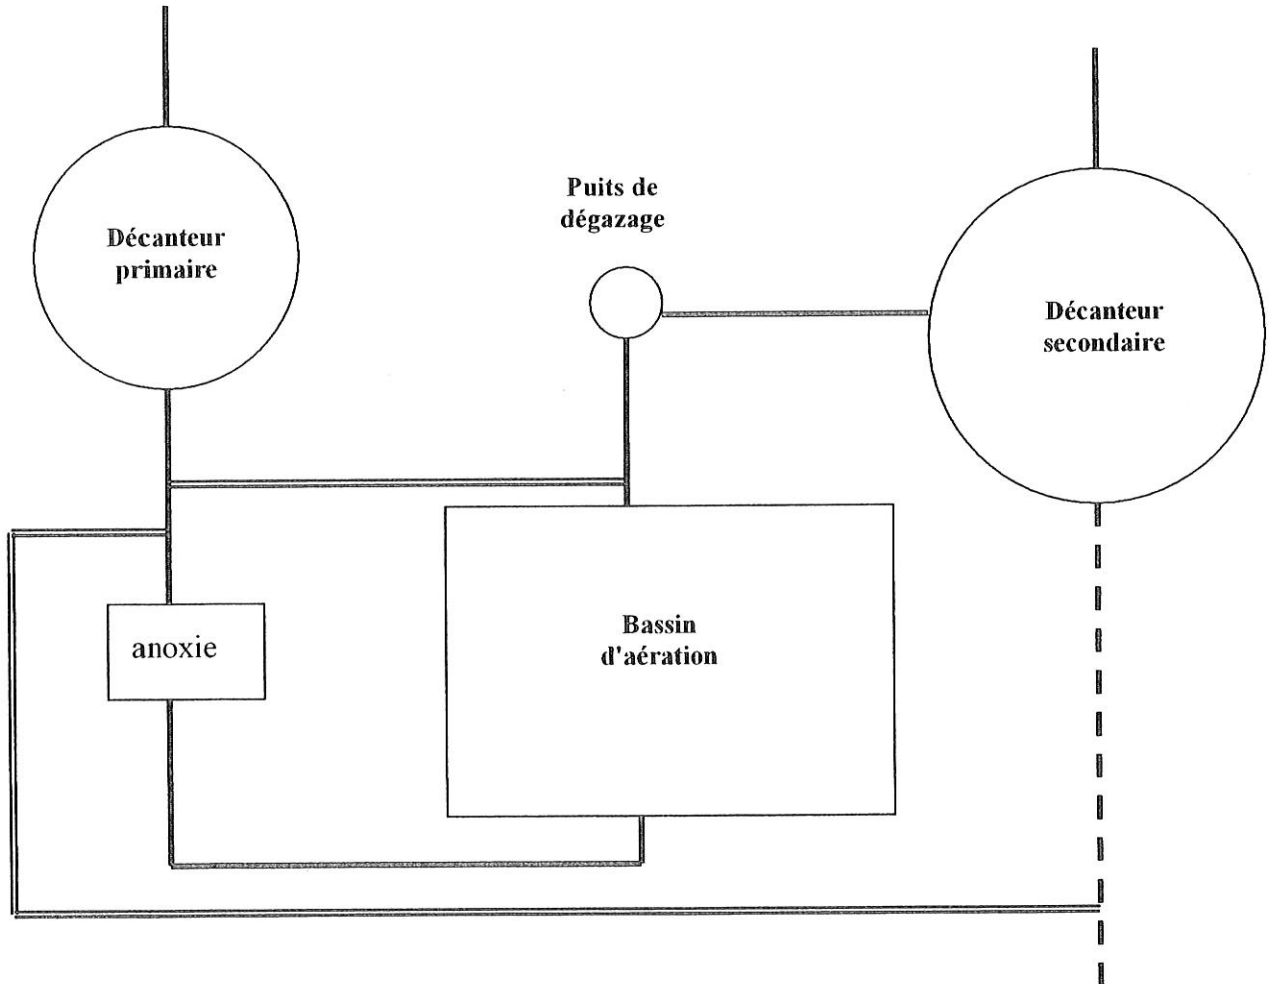 Décanteur
primaire
Puits de
dégazage
Décanteur
secondaire
anoxie
Bassin
d'aération